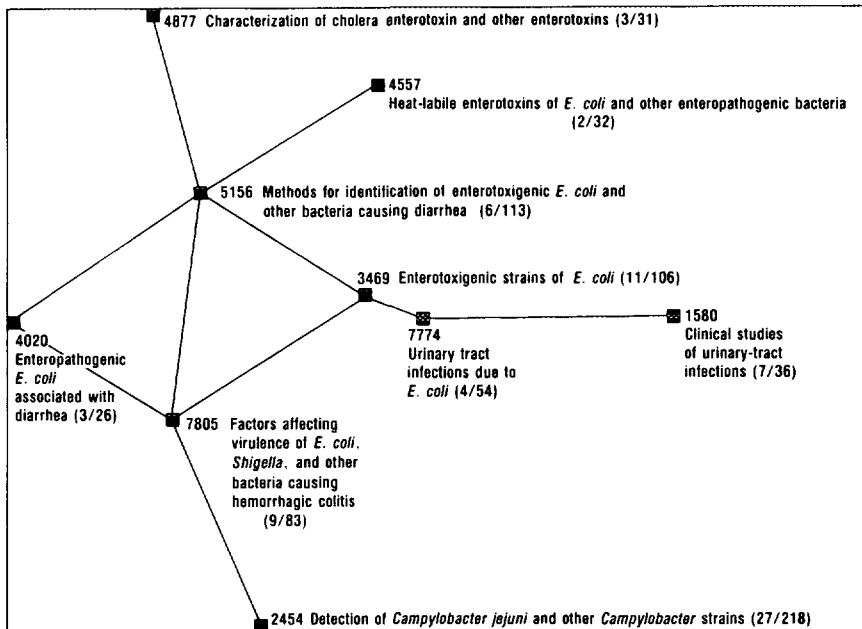 4877 Characterization of cholera enterotoxin and other enterotoxins (3/31)
4557
Heat-labile enterotoxins of E. coli and other enteropathogenic bacteria
(2/32)
5156 Methods for identification of enterotoxigenic E. coli and
other bacteria causing diarrhea (6/113)
3469 Enterotoxigenic strains of E. coli (11/106)
7774
Urinary tract
infections due to
E. coli (4/54)
1580
Clinical studies
of urinary-tract
infections (7/36)
4020
Enteropathogenic
E. coli
associated with
diarrhea (3/26)
7805 Factors affecting
virulence of E. coli,
Shigella, and other
bacteria causing
hemorrhagic colitis
(9/83)
2454 Detection of Campylobacter jejuni and other Campylobacter strains (27/218)